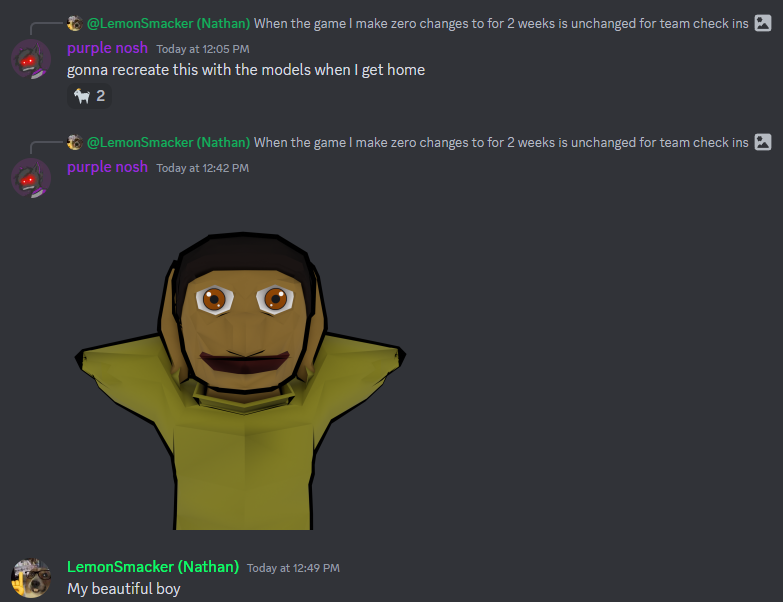 @LemonSmacker (Nathan) When the game I make zero changes to for 2 weeks is unchanged for team check ins
purple nosh Today at 12:05 PM
gonna recreate this with the models when I get home
2
@LemonSmacker (Nathan) When the game I make zero changes to for 2 weeks is unchanged for team check ins
purple nosh Today at 12:42 PM
LemonSmacker (Nathan) Today at 12:49 PM
My beautiful boy